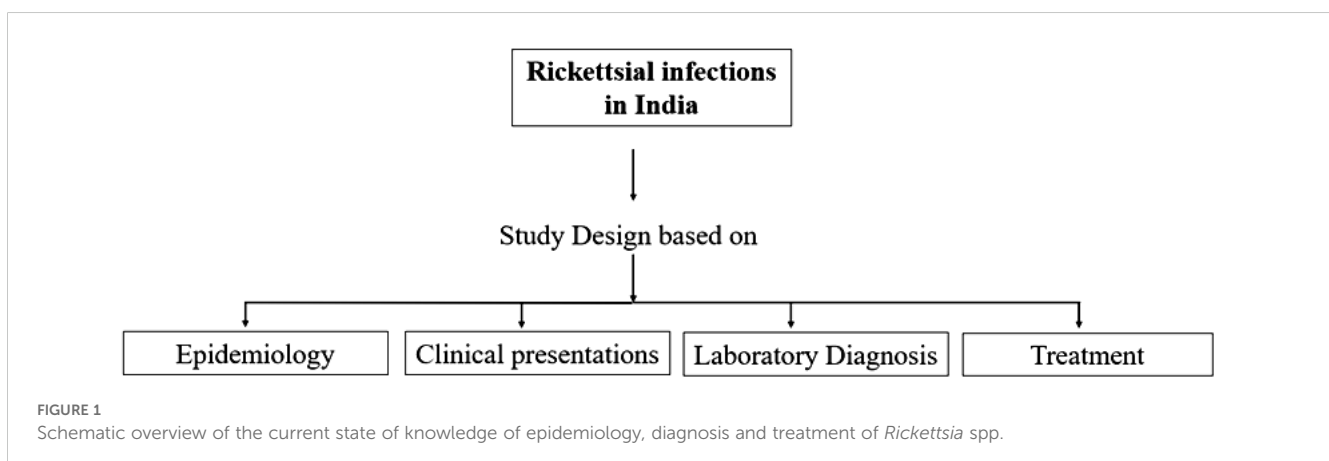 Rickettsial infections
in India
Study Design based on
Epidemiology
Clinical presentations
Laboratory Diagnosis
Treatment
FIGURE 1
Schematic overview of the current state of knowledge of epidemiology, diagnosis and treatment of Rickettsia spp.